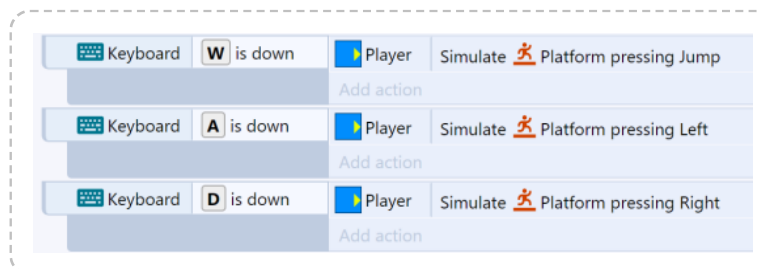 Keyboard W is down Player Simulate Platform pressing Jump
Add action
Keyboard A is down Player Simulate Platform pressing Left
Add action
Keyboard D is down Player Simulate Platform pressing Right
Add action